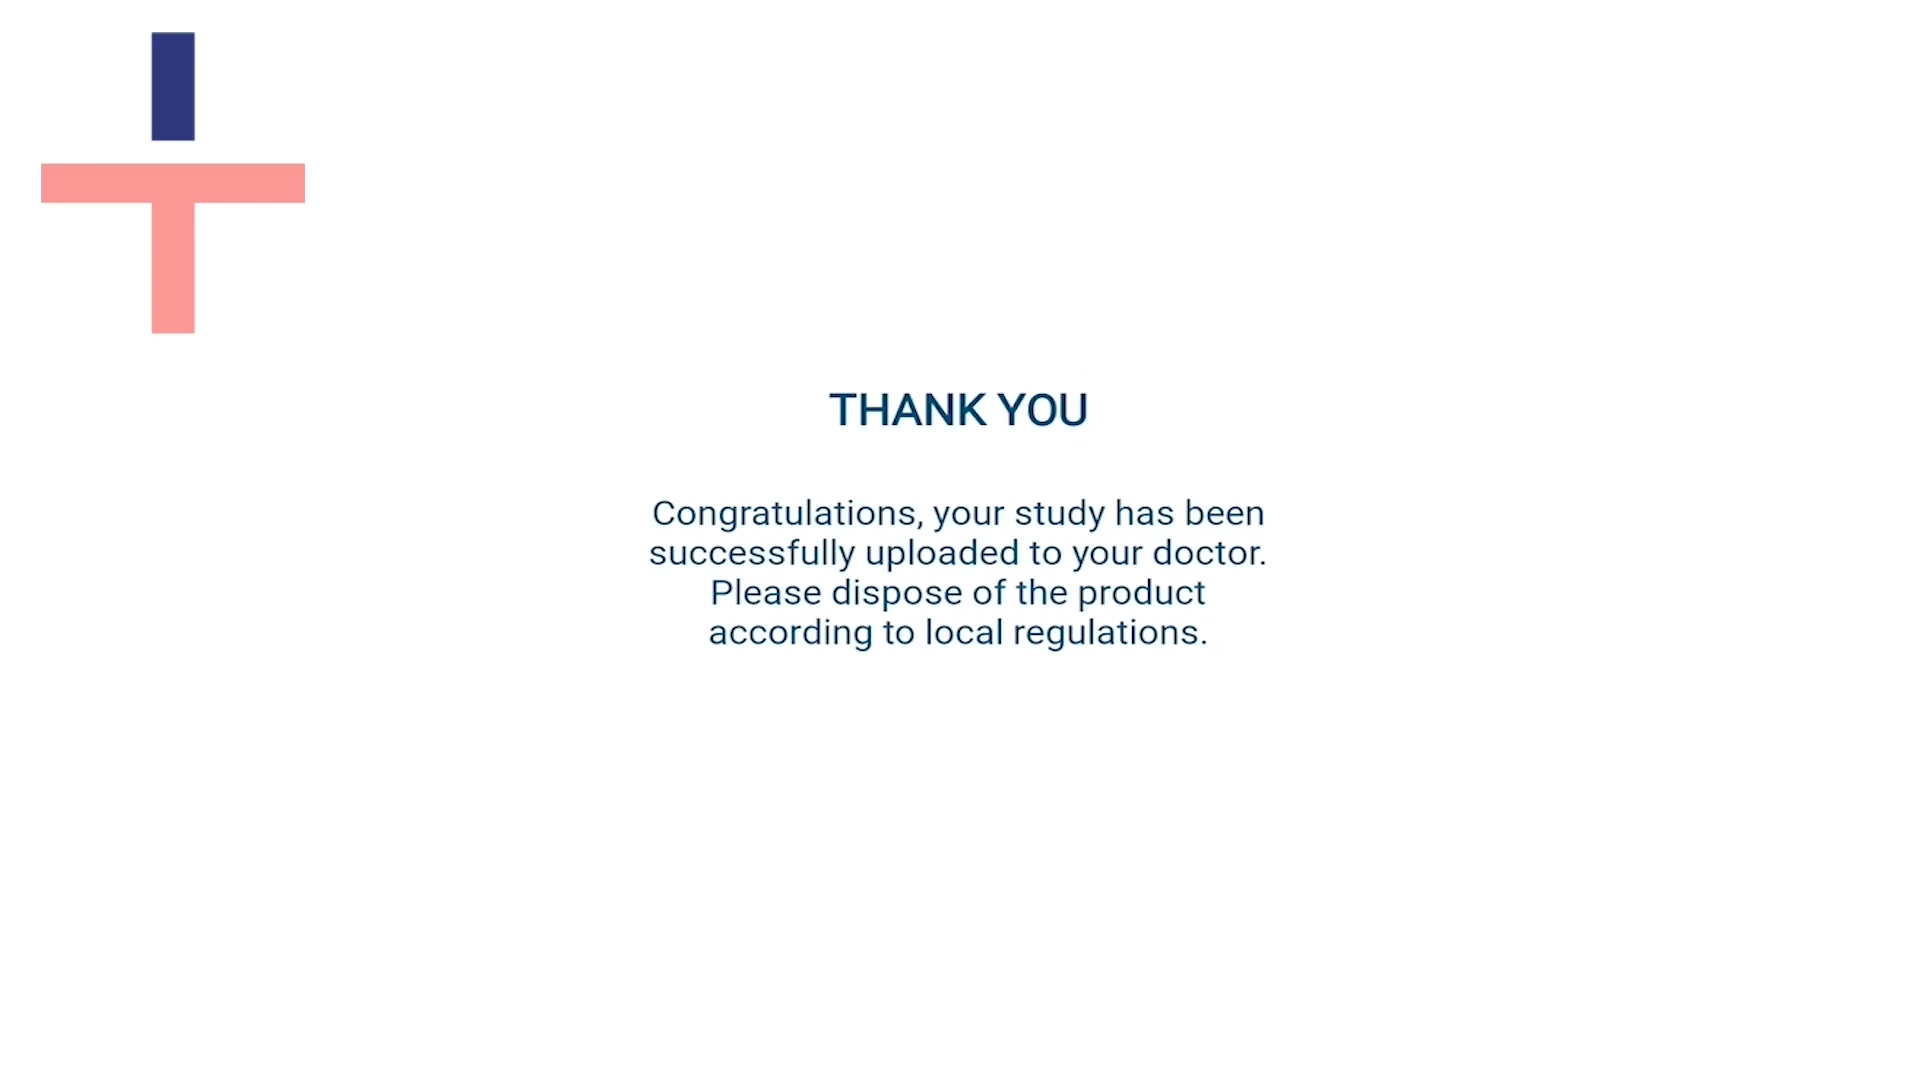 THANK YOU
Congratulations, your study has been
successfully uploaded to your doctor.
Please dispose of the product
according to local regulations.